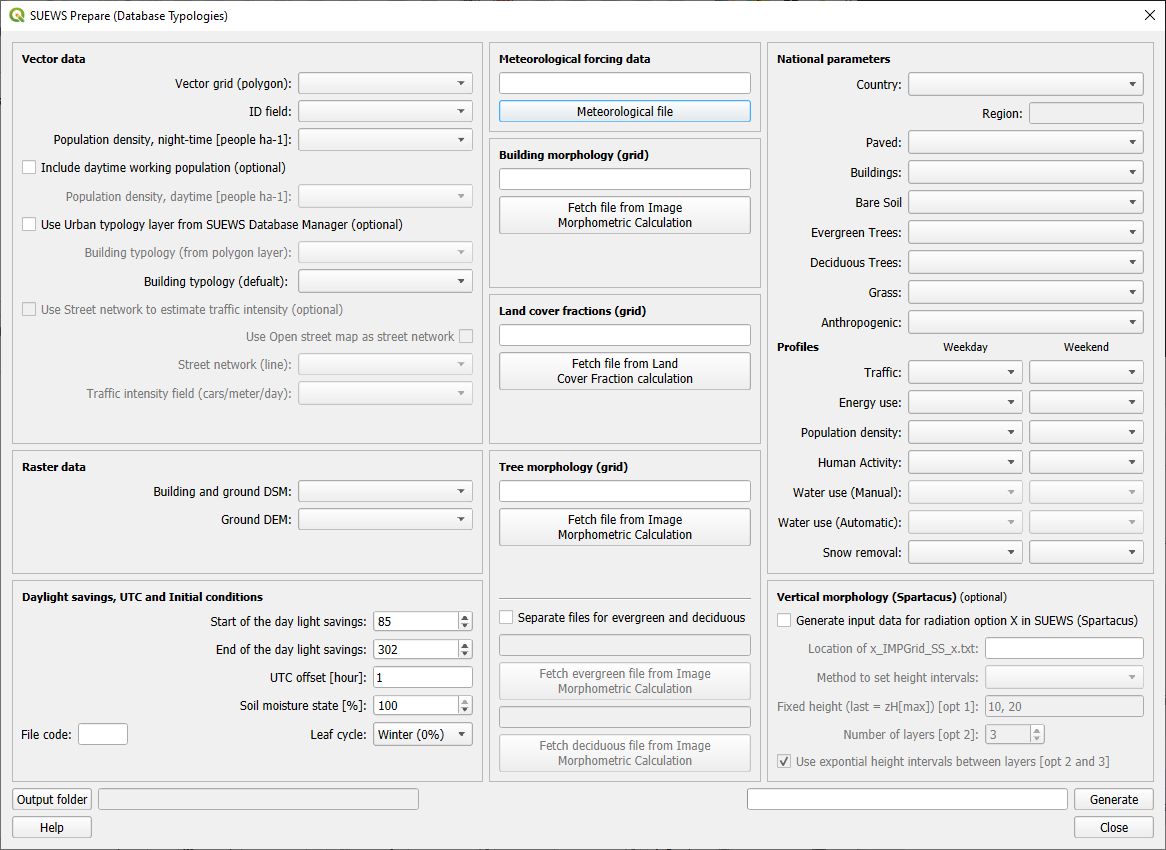 SUEWS Prepare (Database Typologies)
Vector data
Vector grid (polygon):
ID field:
Population density, night-time [people ha-1]:
Include daytime working population (optional)
Population density, daytime [people ha-1]:
Use Urban typology layer from SUEWS Database Manager (optional)
Building typology (from polygon layer):
Building typology (defualt):
Use Street network to estimate traffic intensity (optional)
Use Open street map as street network
Street network (line):
Traffic intensity field (cars/meter/day):
Raster data
Building and ground DSM:
Ground DEM:
Daylight savings, UTC and Initial conditions
Start of the day light savings: 85
End of the day light savings: 302
UTC offset [hour]: 1
Soil moisture state [%]: 100
File code: Leaf cycle: Winter (0%)
Meteorological forcing data
Meteorological file
Building morphology (grid)
Fetch file from Image
Morphometric Calculation
Land cover fractions (grid)
Fetch file from Land
Cover Fraction calculation
Tree morphology (grid)
Fetch file from Image
Morphometric Calculation
Separate files for evergreen and deciduous
Fetch evergreen file from Image
Morphometric Calculation
Fetch deciduous file from Image
Morphometric Calculation
National parameters
Country:
Region:
Paved:
Buildings:
Bare Soil
Evergreen Trees:
Deciduous Trees:
Grass:
Anthropogenic:
Profiles Weekday Weekend
Traffic:
Energy use:
Population density:
Human Activity:
Water use (Manual):
Water use (Automatic):
Snow removal:
Vertical morphology (Spartacus) (optional)
Generate input data for radiation option X in SUEWS (Spartacus)
Location of x_IMPGrid_SS_x.txt:
Method to set height intervals:
Fixed height (last = zH[max]) [opt 1]: 10, 20
Number of layers [opt 2]: 3
Use expontial height intervals between layers [opt 2 and 3]
Output folder Generate
Help Close